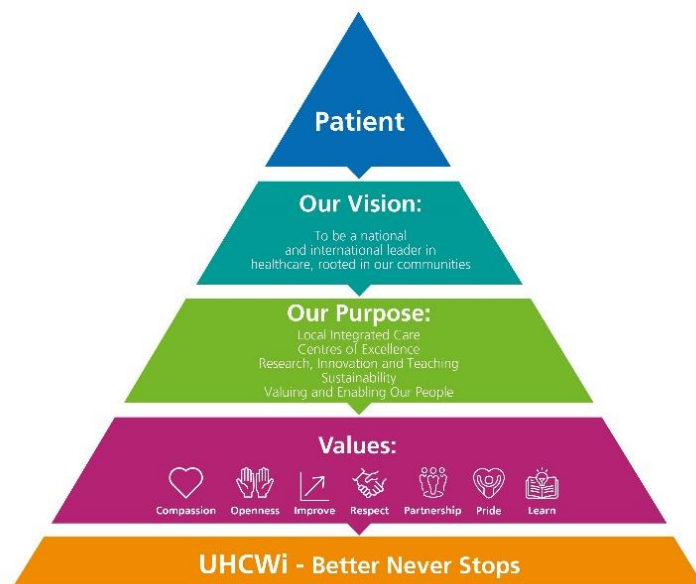 Patient
Our Vision:
To be a national
and international leader in
healthcare, rooted in our communities
Our Purpose:
Local Integrated Care
Centres of Excellence
Research, Innovation and Teaching
Sustainability
Valuing and Enabling Our People
Values:
Compassion Openness Improve Respect Partnership Pride Learn
UHCWi - Better Never Stops